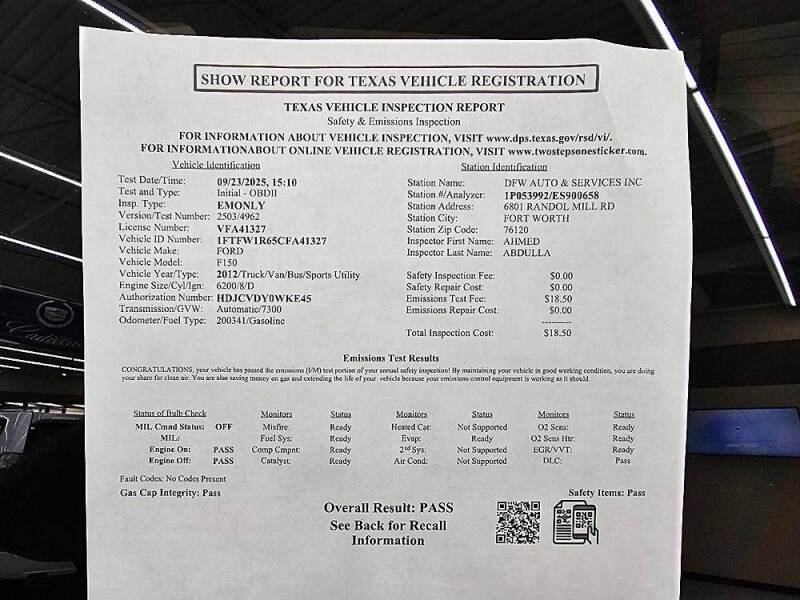 SHOW REPORT FOR TEXAS VEHICLE REGISTRATION
TEXAS VEHICLE INSPECTION REPORT
Safety & Emissions Inspection
FOR INFORMATION ABOUT VEHICLE INSPECTION, VISIT www.dps.texas.gov/rsd/vi/.
FOR INFORMATIONABOUT ONLINE VEHICLE REGISTRATION, VISIT www.twostepsonesticker.com.
Vehicle Identification
Test Date/Time: 09/23/2025, 15:10
Test and Type: Initial - OBDII
Insp. Type: EMONLY
Version/Test Number: 2503/4962
License Number: VFA41327
Vehicle ID Number: 1FTFW1R65CFA41327
Vehicle Make: FORD
Vehicle Model: F150
Vehicle Year/Type: 2012/Truck/Van/Bus/Sports Utility
Engine Size/Cyl/Ign: 6200/8/D
Authorization Number: HDJCVDY0WKE45
Transmission/GVW: Automatic/7300
Odometer/Fuel Type: 200341/Gasoline
Station Identification
Station Name: DFW AUTO & SERVICES INC
Station #/Analyzer: 1P053992/ES900658
Station Address: 6801 RANDOL MILL RD
Station City: FORT WORTH
Station Zip Code: 76120
Inspector First Name: AHMED
Inspector Last Name: ABDULLA
Safety Inspection Fee: $0.00
Safety Repair Cost: $0.00
Emissions Test Fee: $18.50
Emissions Repair Cost: $0.00
---------
Total Inspection Cost: $18.50
Emissions Test Results
CONGRATULATIONS, your vehicle has passed the emissions (I/M) test portion of your annual safety inspection! By maintaining your vehicle in good working condition, you are doing
your share for clean air. You are also saving money on gas and extending the life of your vehicle because your emissions control equipment is working as it should.
Status of Bulb Check Monitors Status Monitors Status Monitors Status
MIL Cmnd Status: OFF Misfire: Ready Heated Cat: Not Supported O2 Sens: Ready
MIL: Fuel Sys: Ready Evap: Ready O2 Sens Htr: Ready
Engine On: PASS Comp Cmpnt: Ready 2nd Sys: Not Supported EGR/VVT: Ready
Engine Off: PASS Catalyst: Ready Air Cond: Not Supported DLC: Pass
Fault Codes: No Codes Present
Gas Cap Integrity: Pass Safety Items: Pass
Overall Result: PASS
See Back for Recall
Information
Cadillac